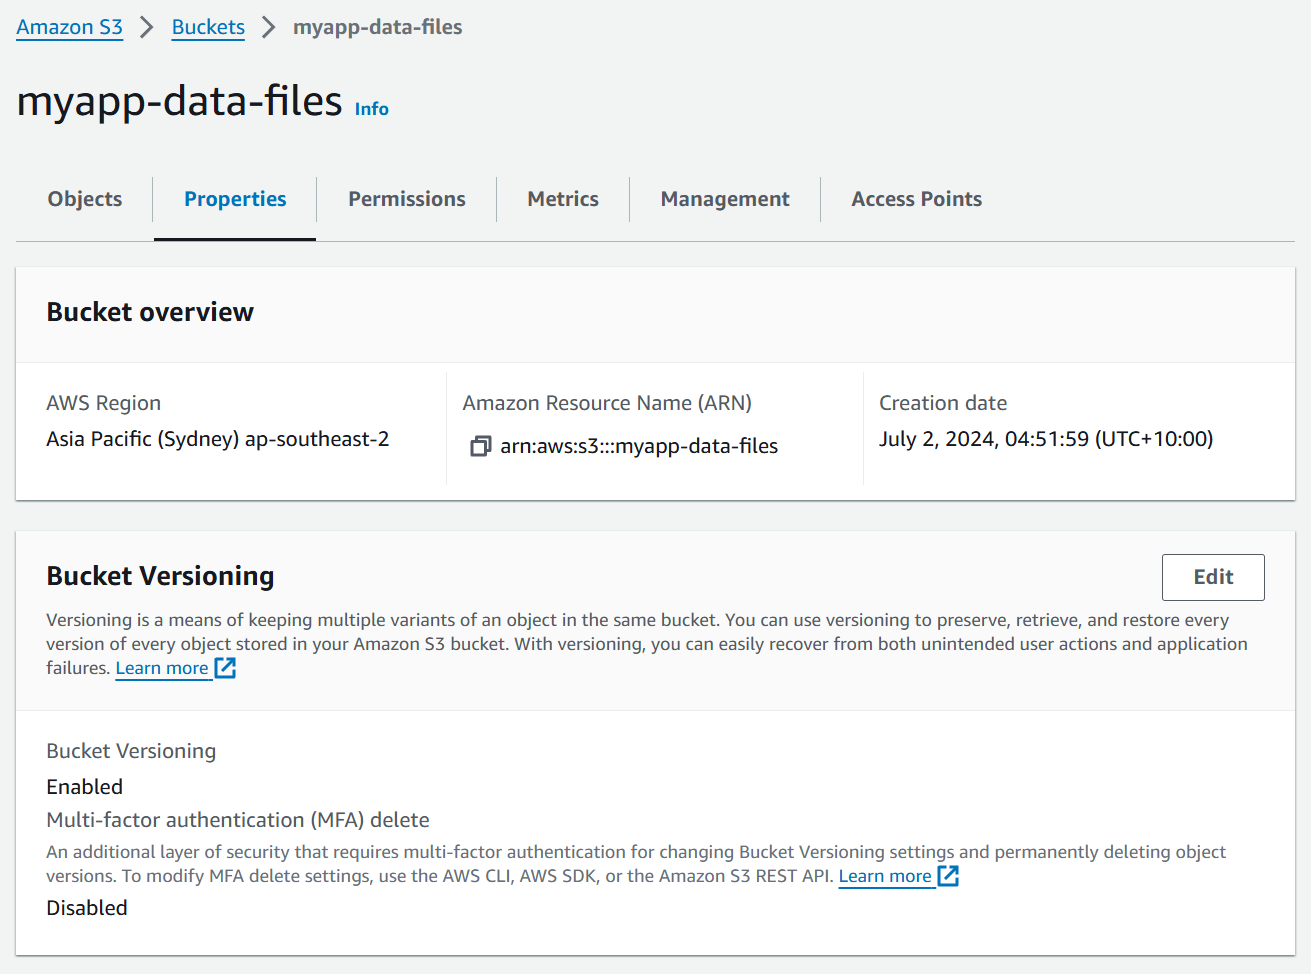 Amazon S3 > Buckets > myapp-data-files
myapp-data-files Info
Objects Properties Permissions Metrics Management Access Points
Bucket overview
AWS Region
Asia Pacific (Sydney) ap-southeast-2
Amazon Resource Name (ARN)
arn:aws:s3:::myapp-data-files
Creation date
July 2, 2024, 04:51:59 (UTC+10:00)
Bucket Versioning
Edit
Versioning is a means of keeping multiple variants of an object in the same bucket. You can use versioning to preserve, retrieve, and restore every
version of every object stored in your Amazon S3 bucket. With versioning, you can easily recover from both unintended user actions and application
failures. Learn more
Bucket Versioning
Enabled
Multi-factor authentication (MFA) delete
An additional layer of security that requires multi-factor authentication for changing Bucket Versioning settings and permanently deleting object
versions. To modify MFA delete settings, use the AWS CLI, AWS SDK, or the Amazon S3 REST API. Learn more
Disabled